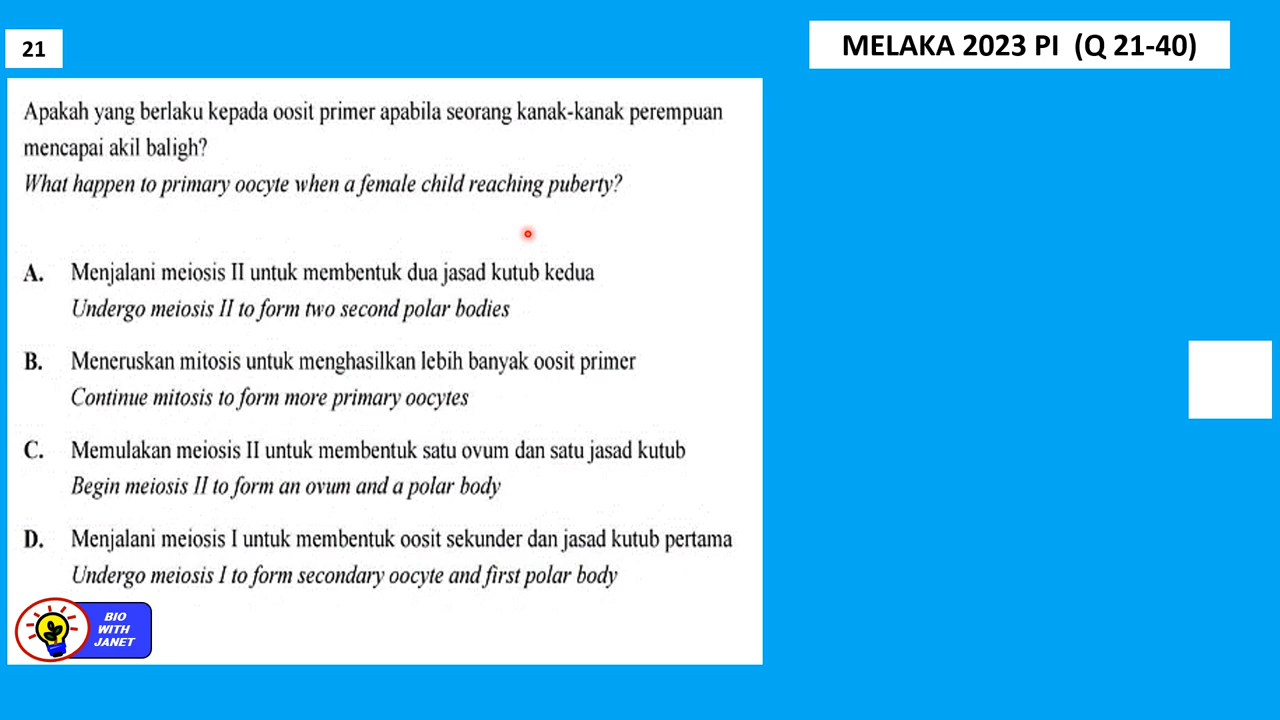 21
MELAKA 2023 PI (Q 21-40)
Apakah yang berlaku kepada oosit primer apabila seorang kanak-kanak perempuan
mencapai akil baligh?
What happen to primary oocyte when a female child reaching puberty?
A. Menjalani meiosis II untuk membentuk dua jasad kutub kedua
Undergo meiosis II to form two second polar bodies
B. Meneruskan mitosis untuk menghasilkan lebih banyak oosit primer
Continue mitosis to form more primary oocytes
C. Memulakan meiosis II untuk membentuk satu ovum dan satu jasad kutub
Begin meiosis II to form an ovum and a polar body
D. Menjalani meiosis I untuk membentuk oosit sekunder dan jasad kutub pertama
Undergo meiosis I to form secondary oocyte and first polar body
BIO
WITH
JANET